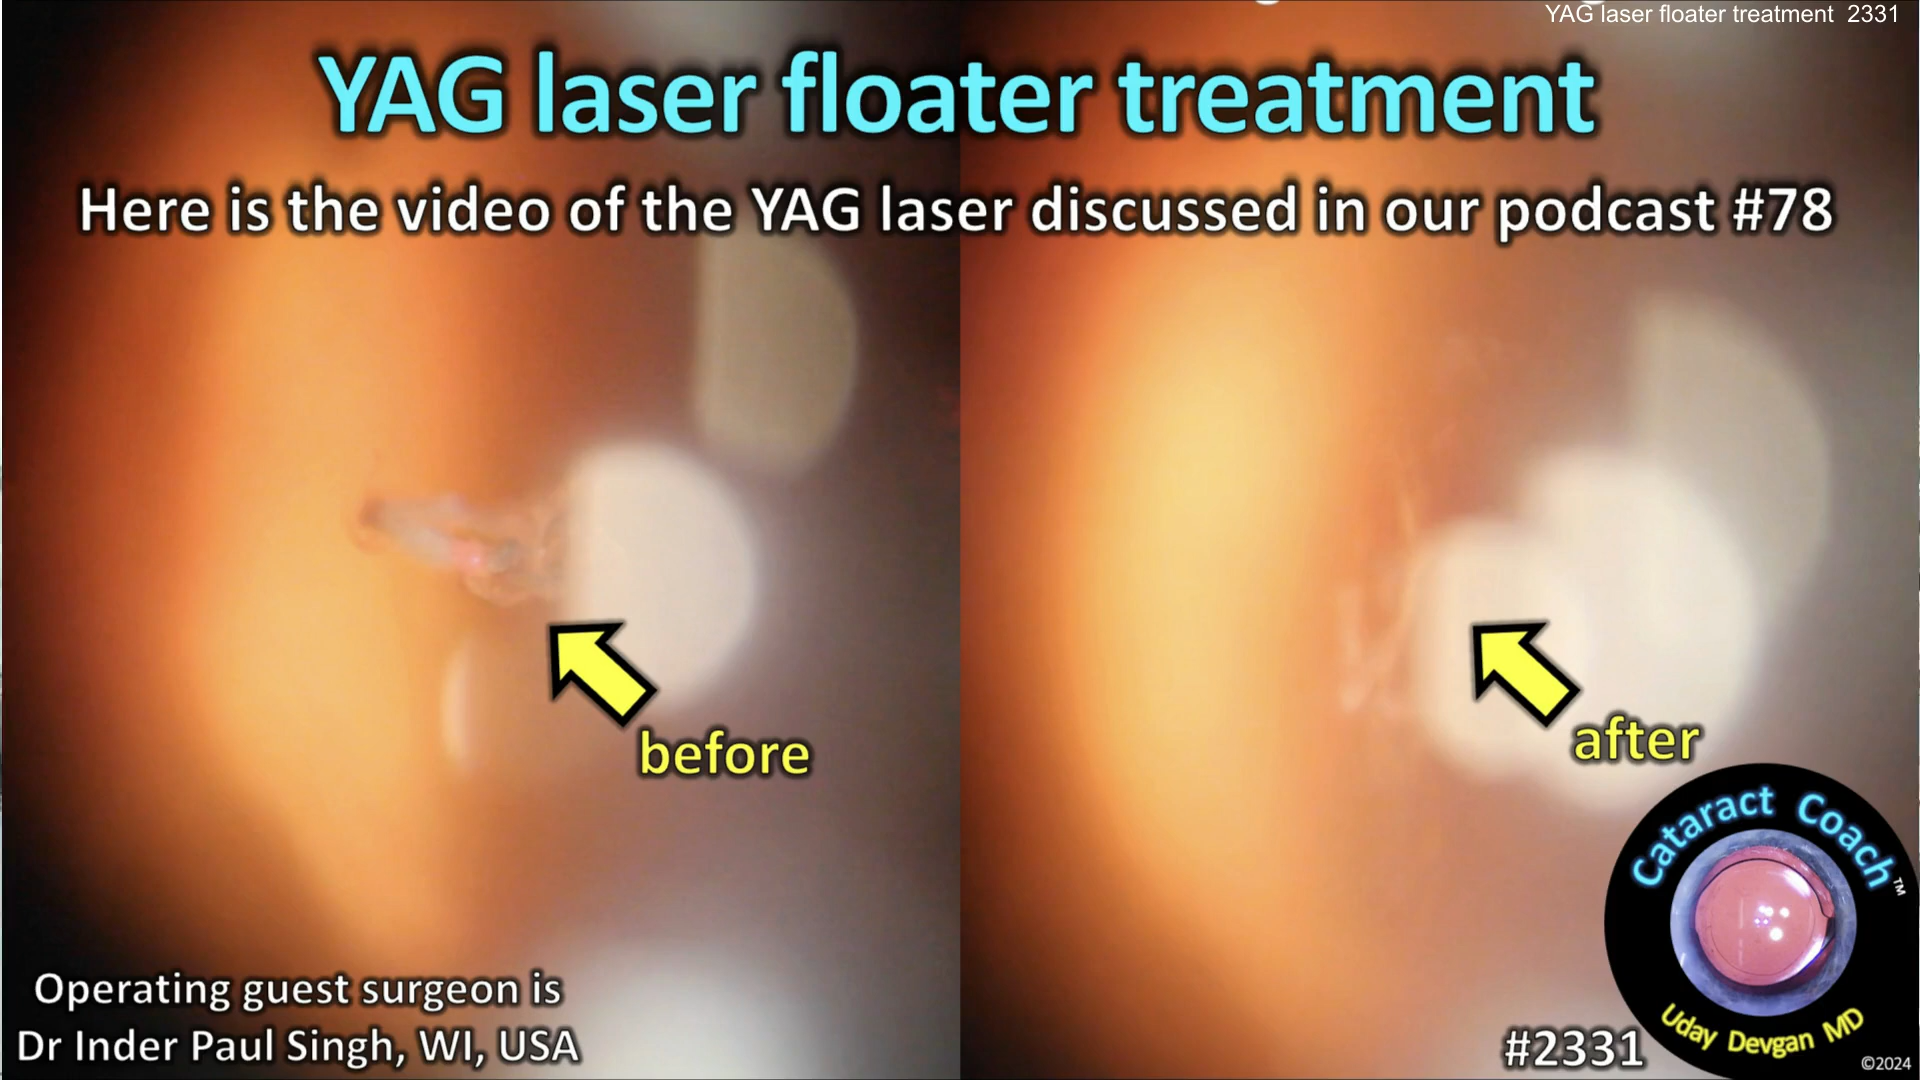 YAG laser floater treatment 2331
YAG laser floater treatment
Here is the video of the YAG laser discussed in our podcast #78
before
after
Cataract Coach™
Uday Devgan MD
Operating guest surgeon is
Dr Inder Paul Singh, WI, USA
#2331
©2024